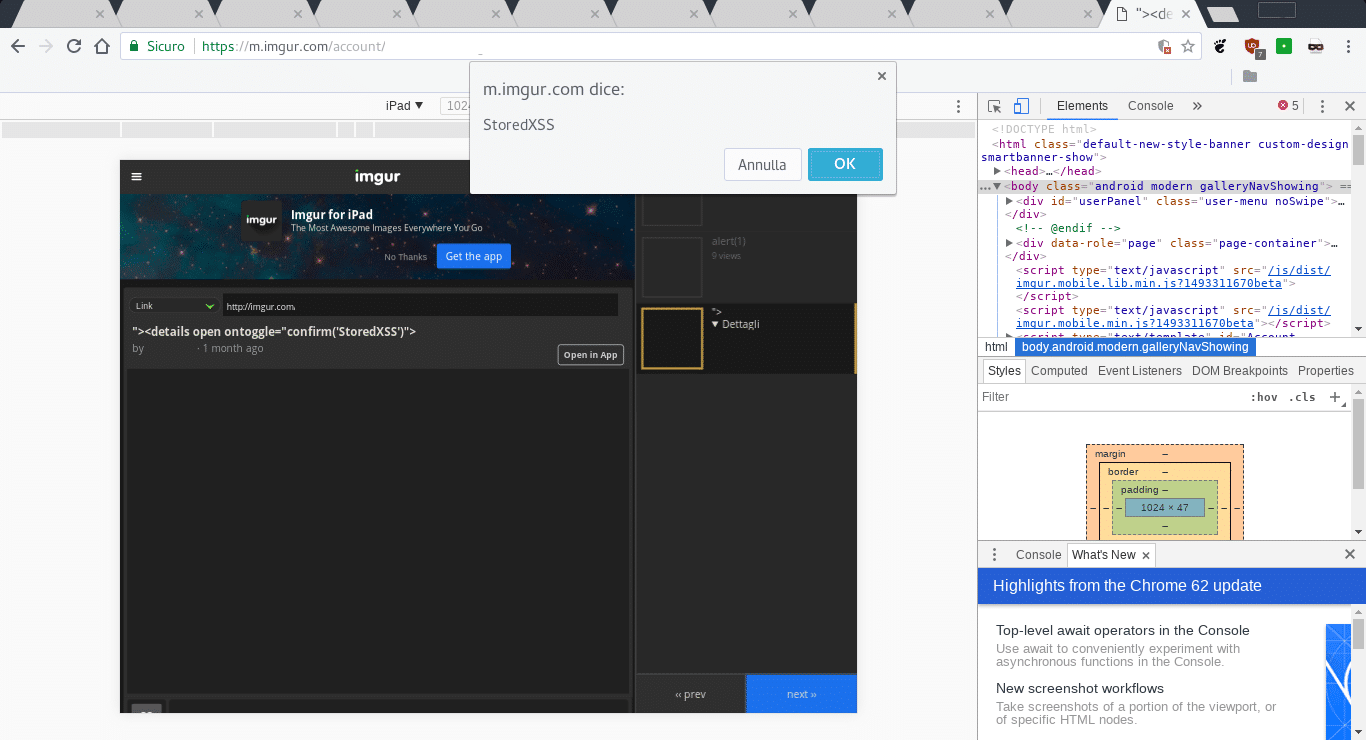 "><de
Sicuro
https://m.imgur.com/account/
7
m.imgur.com dice:
StoredXSS
Annulla
OK
iPad ▼
1024
Elements
Console
»
5
imgur
imgur
Imgur for iPad
The Most Awesome Images Everywhere You Go
No Thanks
Get the app
Link
http://imgur.com/
"><details open ontoggle="confirm('StoredXSS')">
by · 1 month ago
Open in App
alert(1)
9 views
">
▼ Dettagli
‹‹ prev
next ››
<!DOCTYPE html>
<html class="default-new-style-banner custom-design
smartbanner-show">
▶<head>…</head>
…▼<body class="android modern galleryNavShowing"> ==
▶<div id="userPanel" class="user-menu noSwipe">…
</div>
<!-- @endif -->
▶<div data-role="page" class="page-container">…
</div>
<script type="text/javascript" src="/js/dist/
imgur.mobile.lib.min.js?1493311670beta">
</script>
<script type="text/javascript" src="/js/dist/
imgur.mobile.min.js?1493311670beta"></script>
<script type="text/template" id="Account
html
body.android.modern.galleryNavShowing
Styles
Computed
Event Listeners
DOM Breakpoints
Properties
Filter
:hov
.cls
+
margin –
border –
padding –
– – – 1024 × 47 – – –
–
Console
What's New ×
Highlights from the Chrome 62 update
Top-level await operators in the Console
Use await to conveniently experiment with
asynchronous functions in the Console.
New screenshot workflows
Take screenshots of a portion of the viewport, or
of specific HTML nodes.